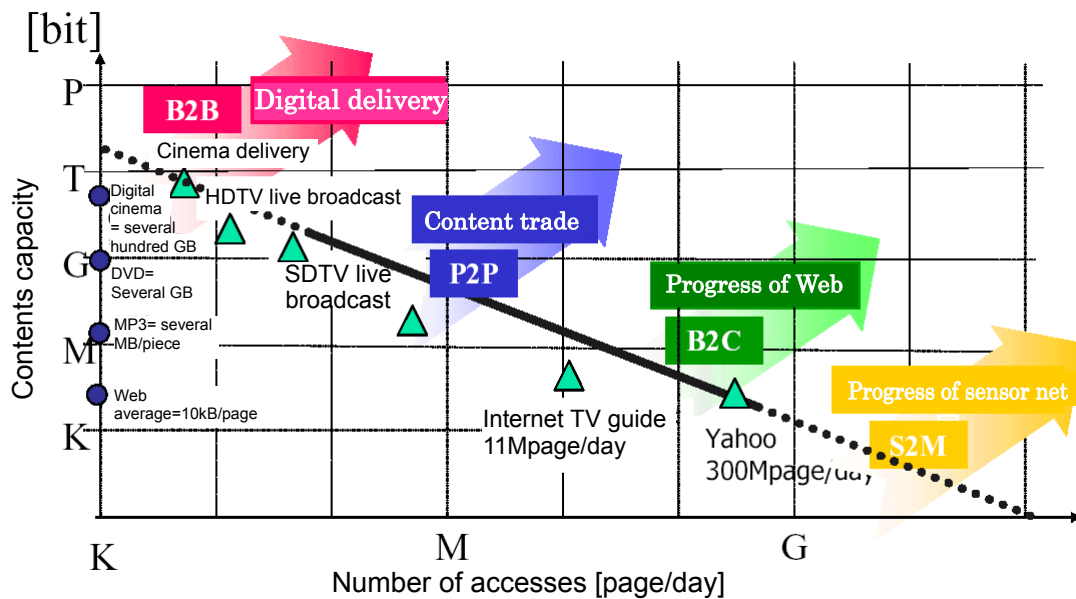 [bit]
P
B2B
Digital delivery
Cinema delivery
T
Digital
cinema
= several
hundred GB
HDTV live broadcast
Content trade
G
DVD=
Several GB
SDTV live
broadcast
P2P
Progress of Web
MP3= several
MB/piece
M
B2C
Web
average=10kB/page
K
Internet TV guide
11Mpage/day
Yahoo
300Mpage/day
Progress of sensor net
S2M
Contents capacity
K
M
G
Number of accesses [page/day]